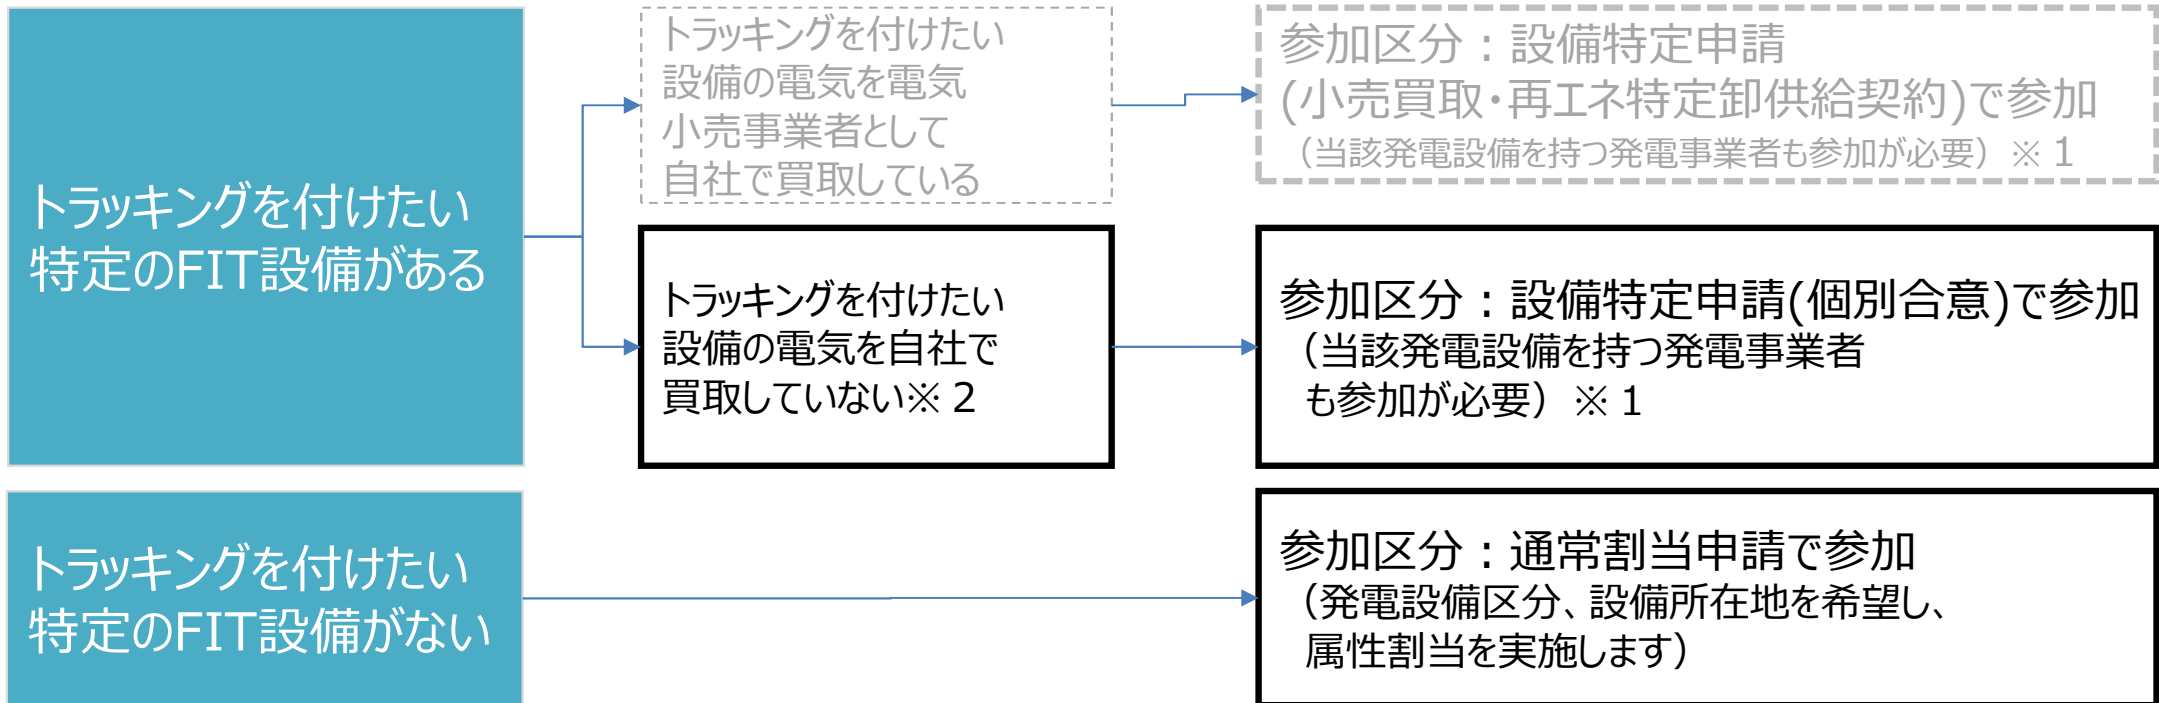 トラッキングを付けたい
特定のFIT設備がある
トラッキングを付けたい
設備の電気を電気
小売事業者として
自社で買取している
参加区分：設備特定申請
(小売買取・再エネ特定卸供給契約)で参加
（当該発電設備を持つ発電事業者も参加が必要）※１
トラッキングを付けたい
設備の電気を自社で
買取していない※２
参加区分：設備特定申請(個別合意)で参加
（当該発電設備を持つ発電事業者
も参加が必要）※１
トラッキングを付けたい
特定のFIT設備がない
参加区分：通常割当申請で参加
（発電設備区分、設備所在地を希望し、
属性割当を実施します）